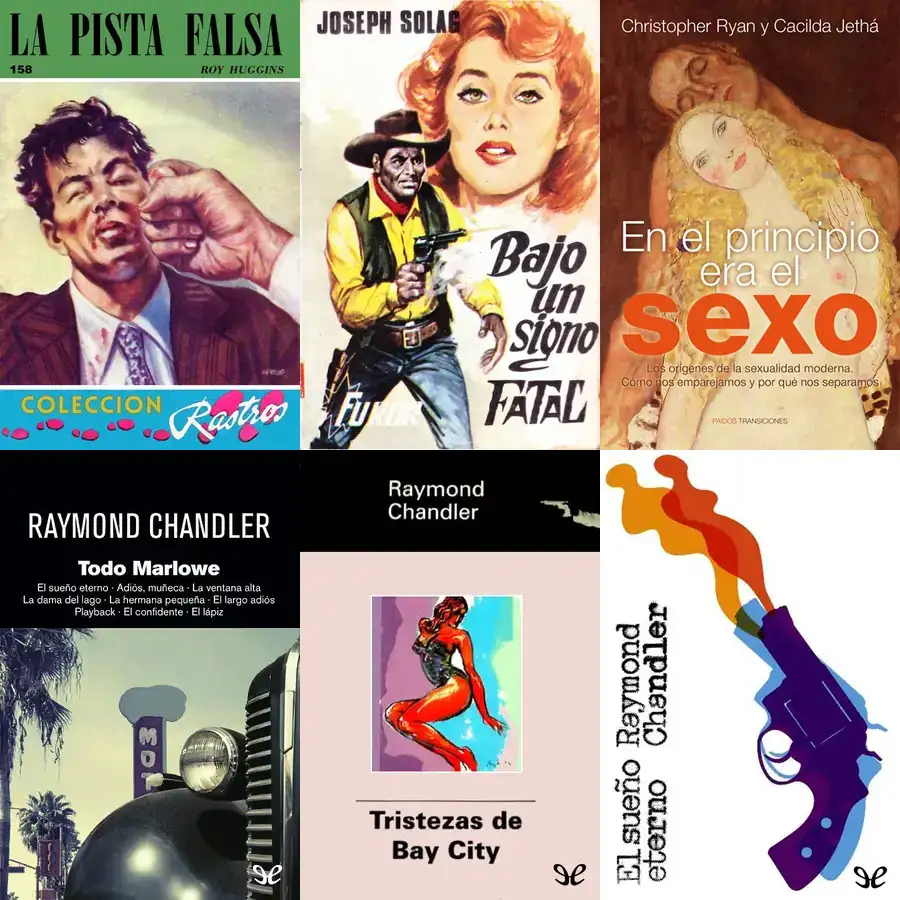 LA PISTA FALSA
158
ROY HUGGINS
COLECCION
Rastros
JOSEPH SOLAG
Bajo
un
signo
FATAL
Christopher Ryan y Cacilda Jethá
En el principio
era el
sexo
Los orígenes de la sexualidad moderna.
Cómo nos emparejamos y por qué nos separamos
PAIDÓS TRANSICIONES
RAYMOND CHANDLER
Todo Marlowe
El sueño eterno · Adiós, muñeca · La ventana alta
La dama del lago · La hermana pequeña · El largo adiós
Playback · El confidente · El lápiz
MOT
Raymond
Chandler
Tristezas de
Bay City
El sueño
eterno
Raymond
Chandler